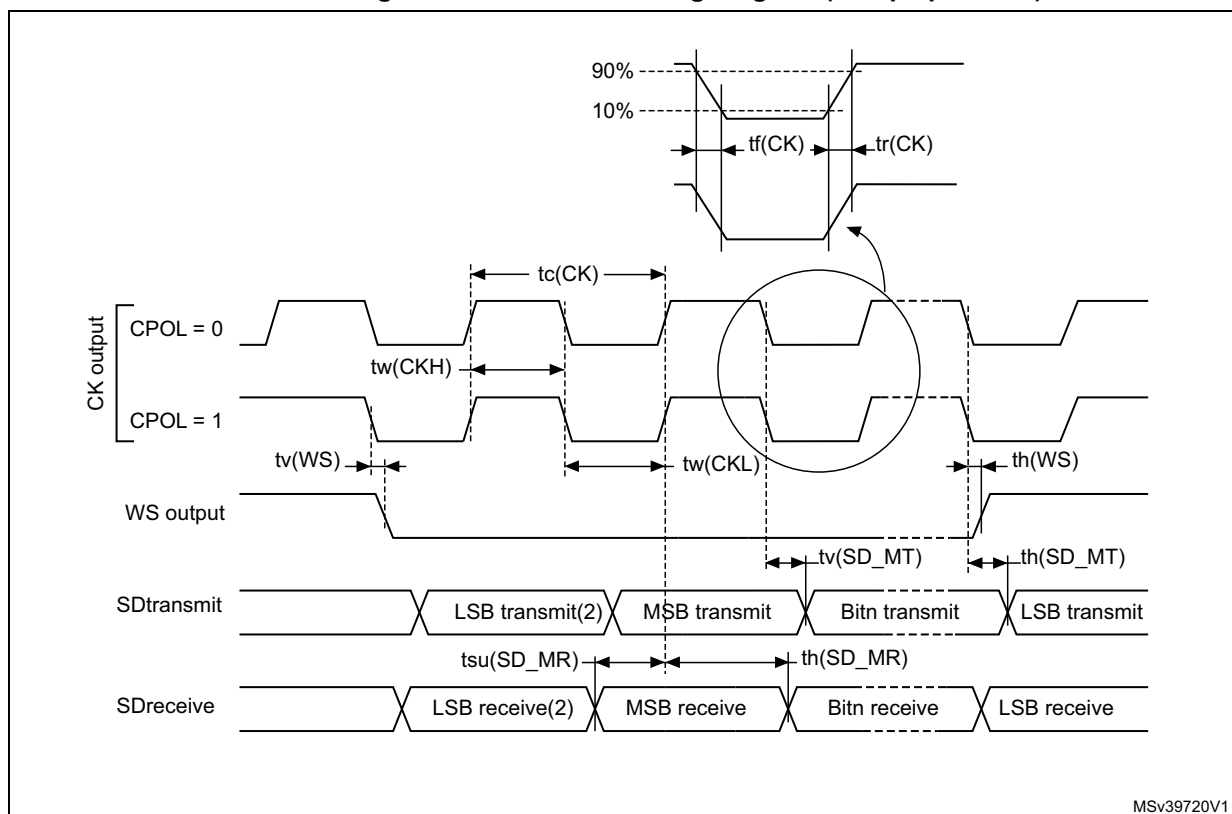 90%
10%
tf(CK)
tr(CK)
tc(CK)
CK output
CPOL = 0
tw(CKH)
CPOL = 1
tv(WS)
tw(CKL)
th(WS)
WS output
tv(SD_MT)
th(SD_MT)
SDtransmit
LSB transmit(2)
MSB transmit
Bitn transmit
LSB transmit
tsu(SD_MR)
th(SD_MR)
SDreceive
LSB receive(2)
MSB receive
Bitn receive
LSB receive
MSv39720V1